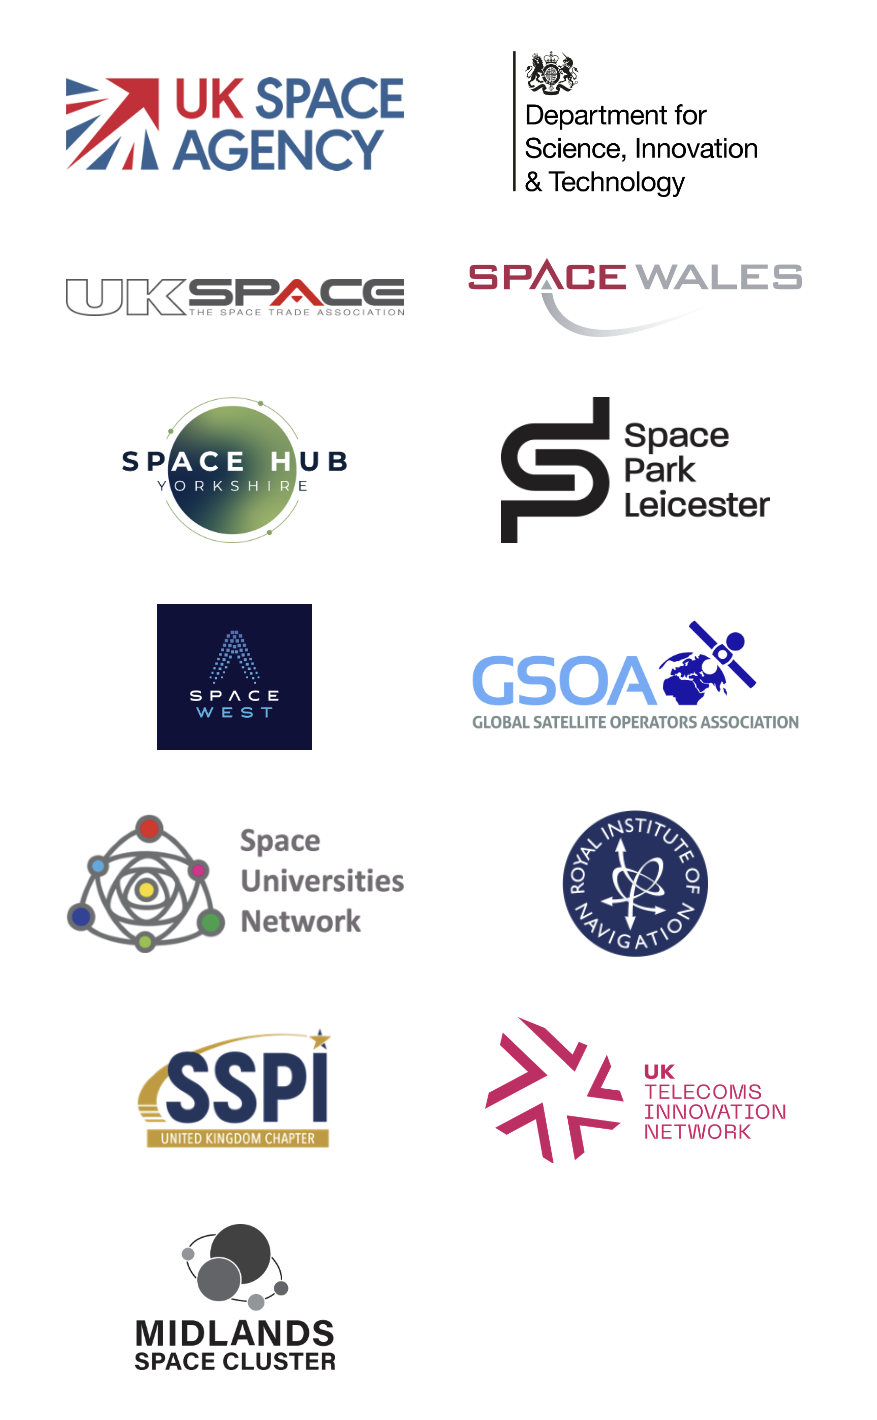 UK SPACE
AGENCY
Department for
Science, Innovation
& Technology
UKSPACE
THE SPACE TRADE ASSOCIATION
SPACE WALES
SPACE HUB
YORKSHIRE
Space
Park
Leicester
SPACE
WEST
GSOA
GLOBAL SATELLITE OPERATORS ASSOCIATION
Space
Universities
Network
ROYAL INSTITUTE OF
NAVIGATION
SSPI
UNITED KINGDOM CHAPTER
UK
TELECOMS
INNOVATION
NETWORK
MIDLANDS
SPACE CLUSTER